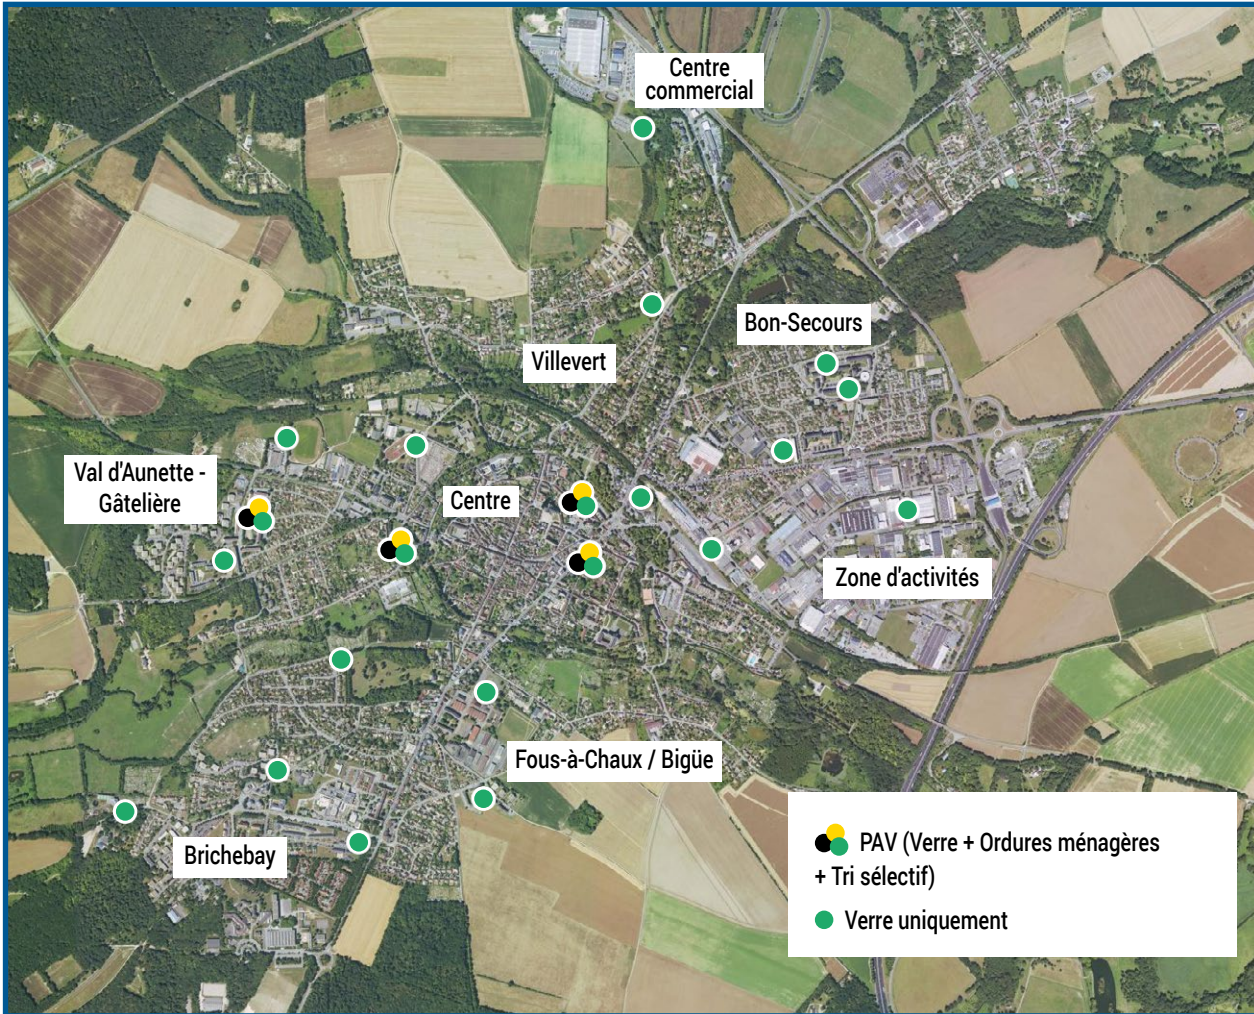 Centre
commercial
Bon-Secours
Villevert
Val d'Aunette -
Gâtelière
Centre
Zone d'activités
Fous-à-Chaux / Bigüe
Brichebay
PAV (Verre + Ordures ménagères
+ Tri sélectif)
Verre uniquement